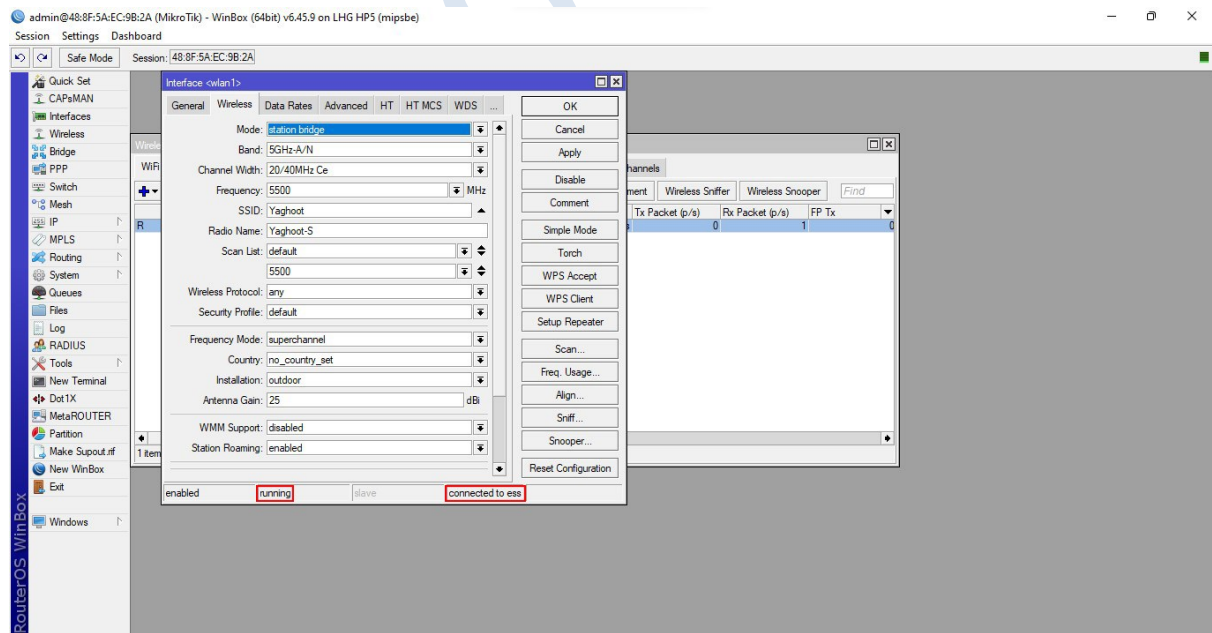 admin@48:8F:5A:EC:9B:2A (MikroTik) - WinBox (64bit) v6.45.9 on LHG HP5 (mipsbe)
Session Settings Dashboard
Safe Mode Session: 48:8F:5A:EC:9B:2A
Quick Set
CAPsMAN
Interfaces
Wireless
Bridge
PPP
Switch
Mesh
IP
MPLS
Routing
System
Queues
Files
Log
RADIUS
Tools
New Terminal
Dot1X
MetaROUTER
Partition
Make Supout.rif
New WinBox
Exit
Windows
RouterOS WinBox
Interface <wlan1>
General Wireless Data Rates Advanced HT HT MCS WDS ...
Mode: station bridge
Band: 5GHz-A/N
Channel Width: 20/40MHz Ce
Frequency: 5500 MHz
SSID: Yaghoot
Radio Name: Yaghoot-S
Scan List: default
5500
Wireless Protocol: any
Security Profile: default
Frequency Mode: superchannel
Country: no_country_set
Installation: outdoor
Antenna Gain: 25 dBi
WMM Support: disabled
Station Roaming: enabled
enabled running slave connected to ess
OK
Cancel
Apply
Disable
Comment
Simple Mode
Torch
WPS Accept
WPS Client
Setup Repeater
Scan...
Freq. Usage...
Align...
Sniff...
Snooper...
Reset Configuration
Wireless Sniffer Wireless Snooper Find
Tx Packet (p/s) Rx Packet (p/s) FP Tx
R 0 1 0